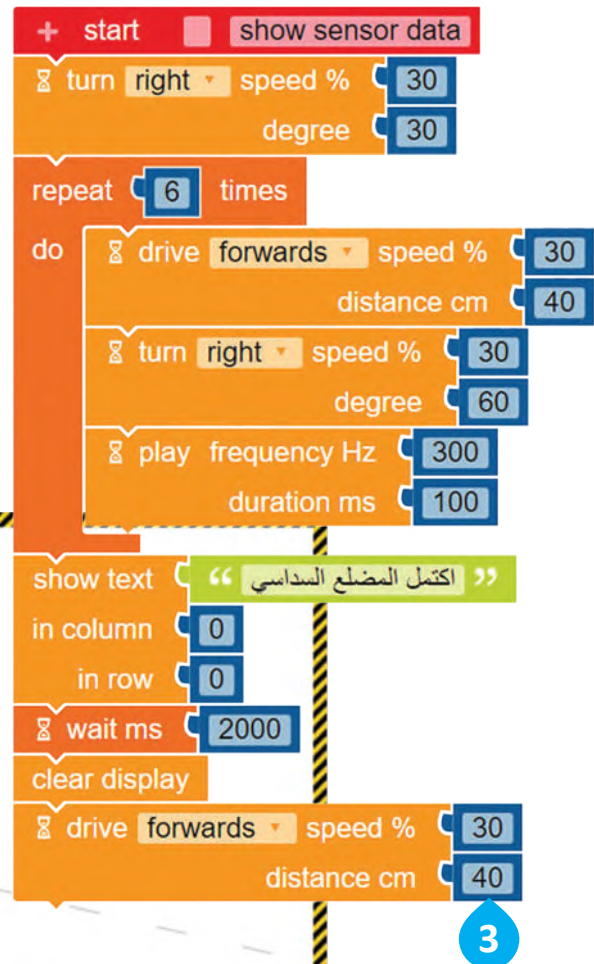 + start show sensor data
turn right speed % 30
degree 30
repeat 6 times
do drive forwards speed % 30
distance cm 40
turn right speed % 30
degree 60
play frequency Hz 300
duration ms 100
show text “ اكتمل المضلع السداسي ”
in column 0
in row 0
wait ms 2000
clear display
drive forwards speed % 30
distance cm 40
3